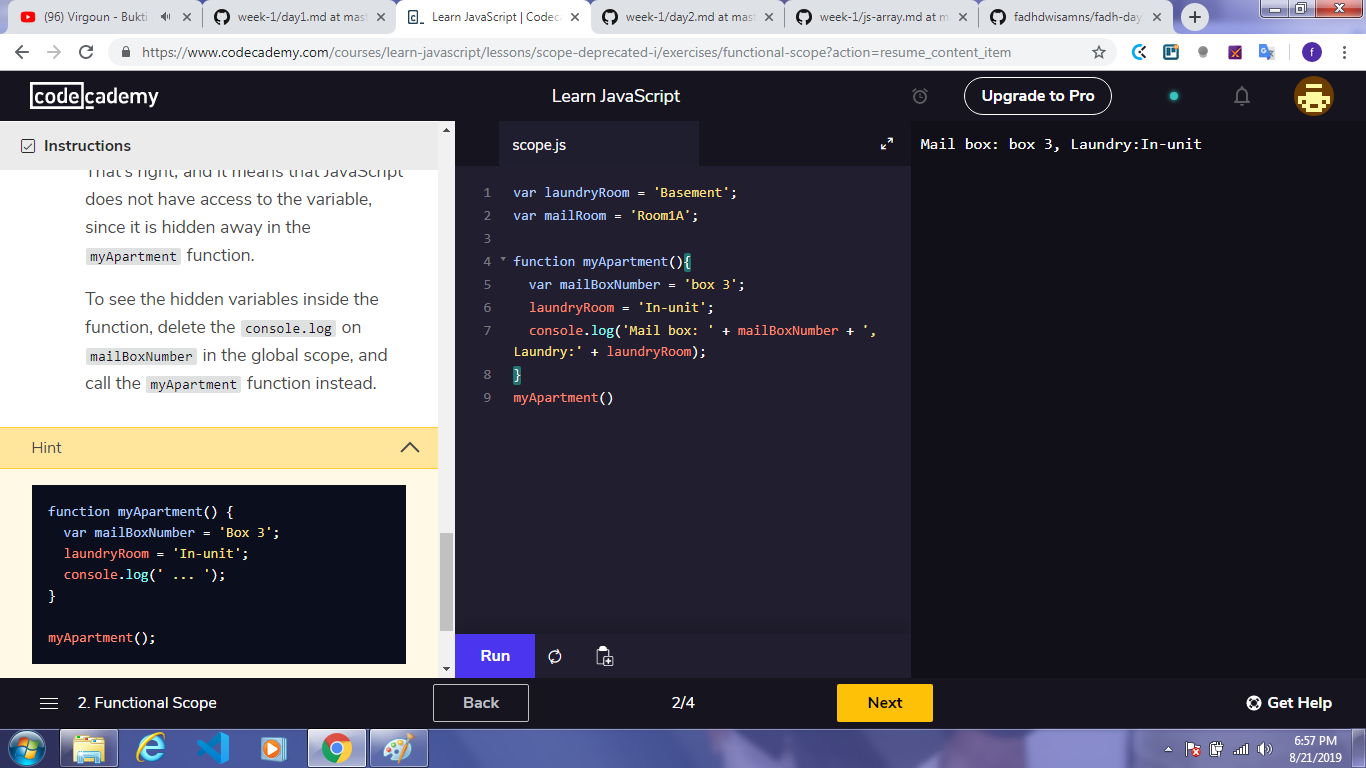 (96) Virgoun - Bukti
week-1/day1.md at mast
Learn JavaScript | Codec
week-1/day2.md at mast
week-1/js-array.md at m
fadhdwisamns/fadh-day
https://www.codecademy.com/courses/learn-javascript/lessons/scope-deprecated-i/exercises/functional-scope?action=resume_content_item
f
codecademy
Learn JavaScript
Upgrade to Pro
Instructions
That's right, and it means that JavaScript
does not have access to the variable,
since it is hidden away in the
myApartment function.
To see the hidden variables inside the
function, delete the console.log on
mailBoxNumber in the global scope, and
call the myApartment function instead.
Hint
function myApartment() {
var mailBoxNumber = 'Box 3';
laundryRoom = 'In-unit';
console.log(' ... ');
}
myApartment();
scope.js
1 var laundryRoom = 'Basement';
2 var mailRoom = 'Room1A';
3
4 function myApartment(){
5 var mailBoxNumber = 'box 3';
6 laundryRoom = 'In-unit';
7 console.log('Mail box: ' + mailBoxNumber + ',
Laundry:' + laundryRoom);
8 }
9 myApartment()
Mail box: box 3, Laundry:In-unit
Run
2. Functional Scope
Back
2/4
Next
Get Help
6:57 PM
8/21/2019